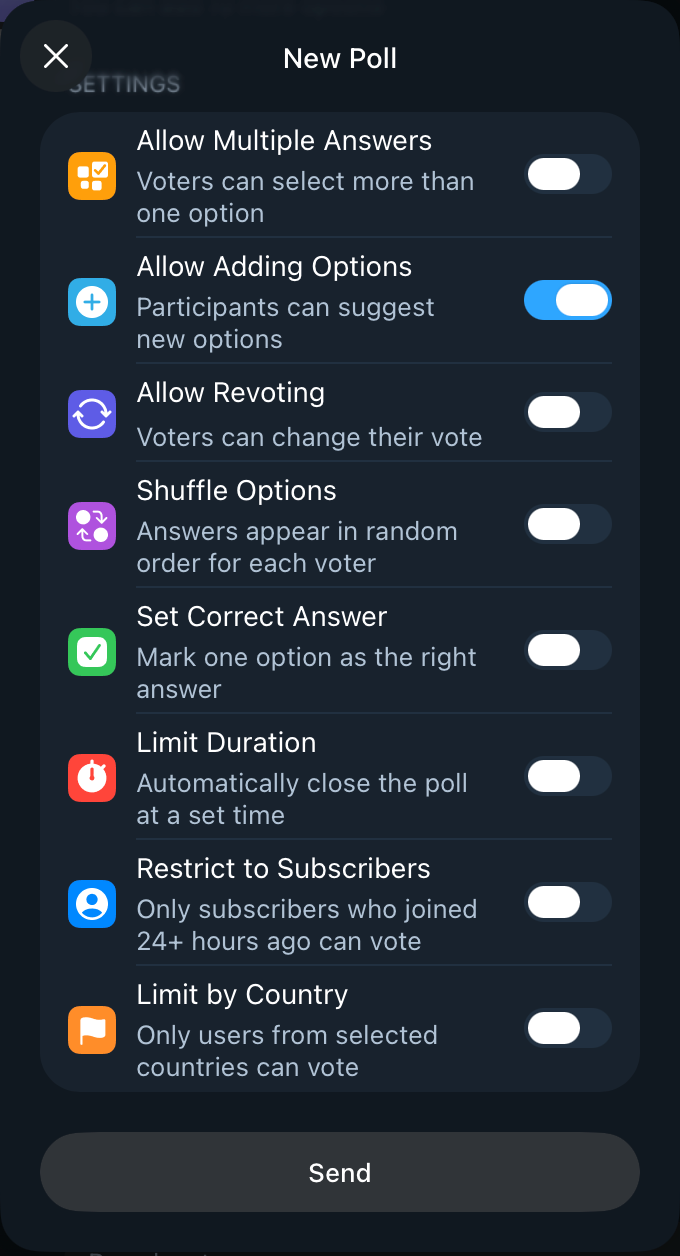 New Poll
SETTINGS
Allow Multiple Answers
Voters can select more than
one option
Allow Adding Options
Participants can suggest
new options
Allow Revoting
Voters can change their vote
Shuffle Options
Answers appear in random
order for each voter
Set Correct Answer
Mark one option as the right
answer
Limit Duration
Automatically close the poll
at a set time
Restrict to Subscribers
Only subscribers who joined
24+ hours ago can vote
Limit by Country
Only users from selected
countries can vote
Send